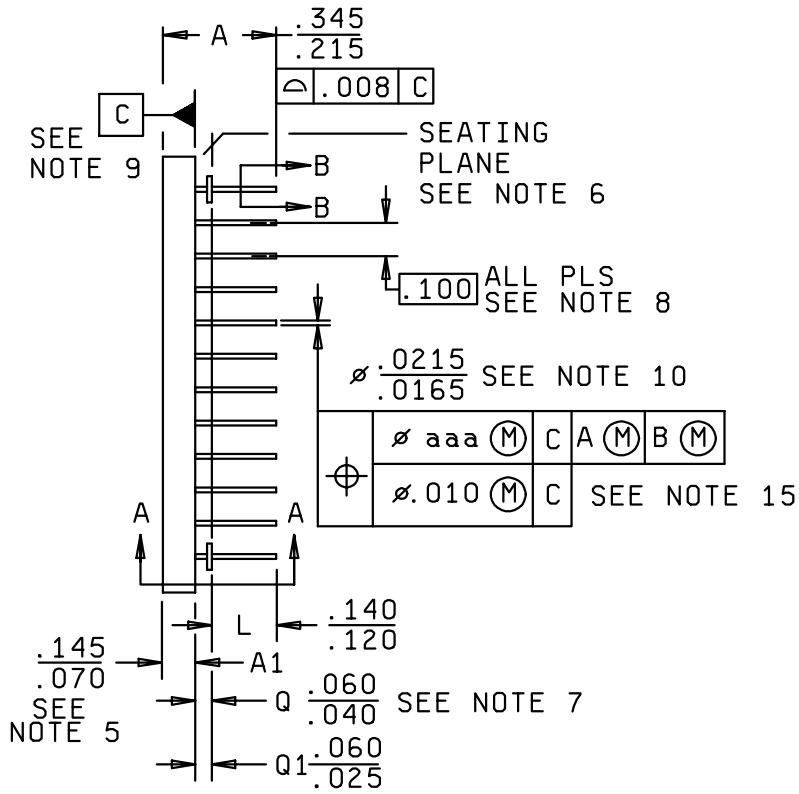 A .345
.215
.008 C
C
SEE
NOTE 9
SEATING
PLANE
SEE NOTE 6
B
B
.100 ALL PLS
SEE NOTE 8
⌀ .0215
.0165 SEE NOTE 10
⌀ aaa Ⓜ C A Ⓜ B Ⓜ
⌀.010 Ⓜ C SEE NOTE 15
A A
L .140
.120
.145
.070 A1
SEE
NOTE 5
Q .060
.040 SEE NOTE 7
Q1 .060
.025